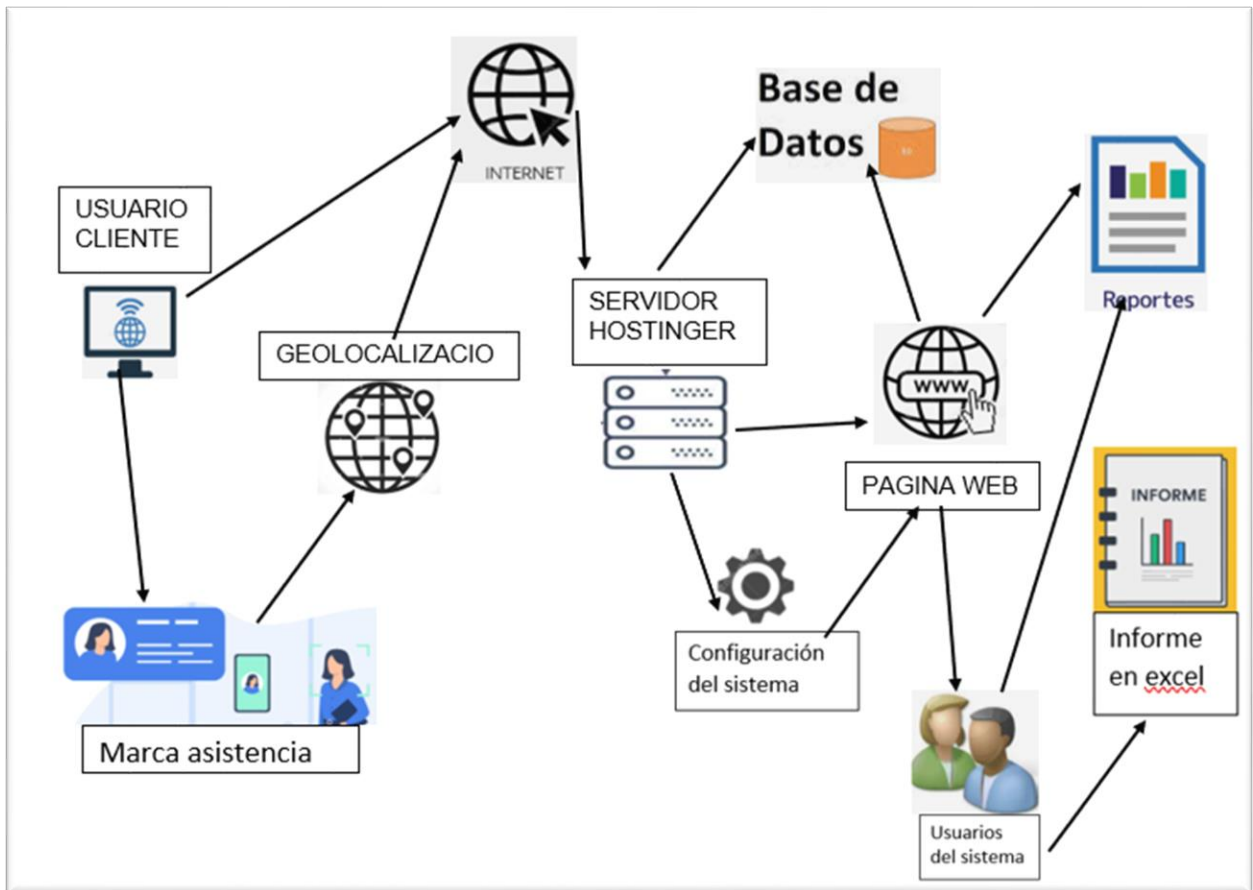 INTERNET
Base de
Datos
USUARIO
CLIENTE
Reportes
SERVIDOR
HOSTINGER
GEOLOCALIZACIO
WWW
PAGINA WEB
INFORME
Configuración
del sistema
Informe
en excel
Marca asistencia
Usuarios
del sistema